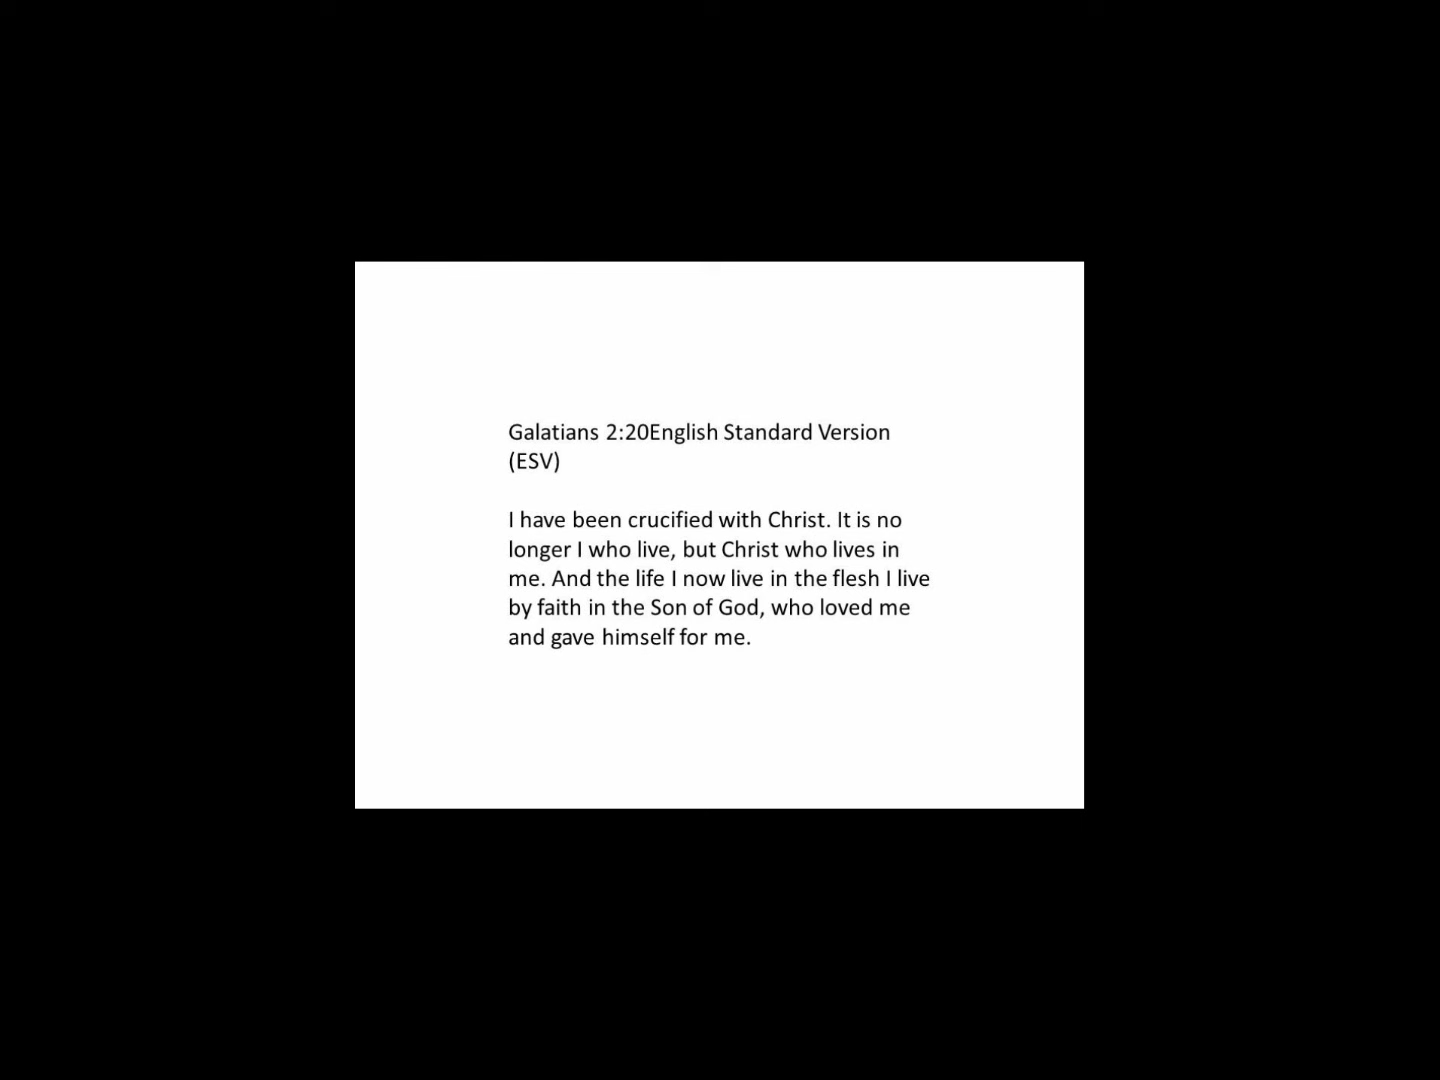 Galatians 2:20English Standard Version
(ESV)
I have been crucified with Christ. It is no
longer I who live, but Christ who lives in
me. And the life I now live in the flesh I live
by faith in the Son of God, who loved me
and gave himself for me.